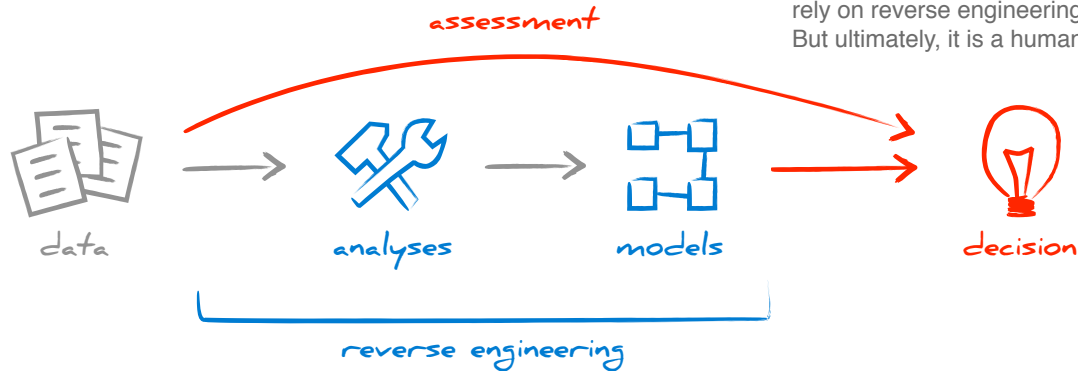 rely on reverse engineering
But ultimately, it is a human
assessment
data
analyses
models
decision
reverse engineering